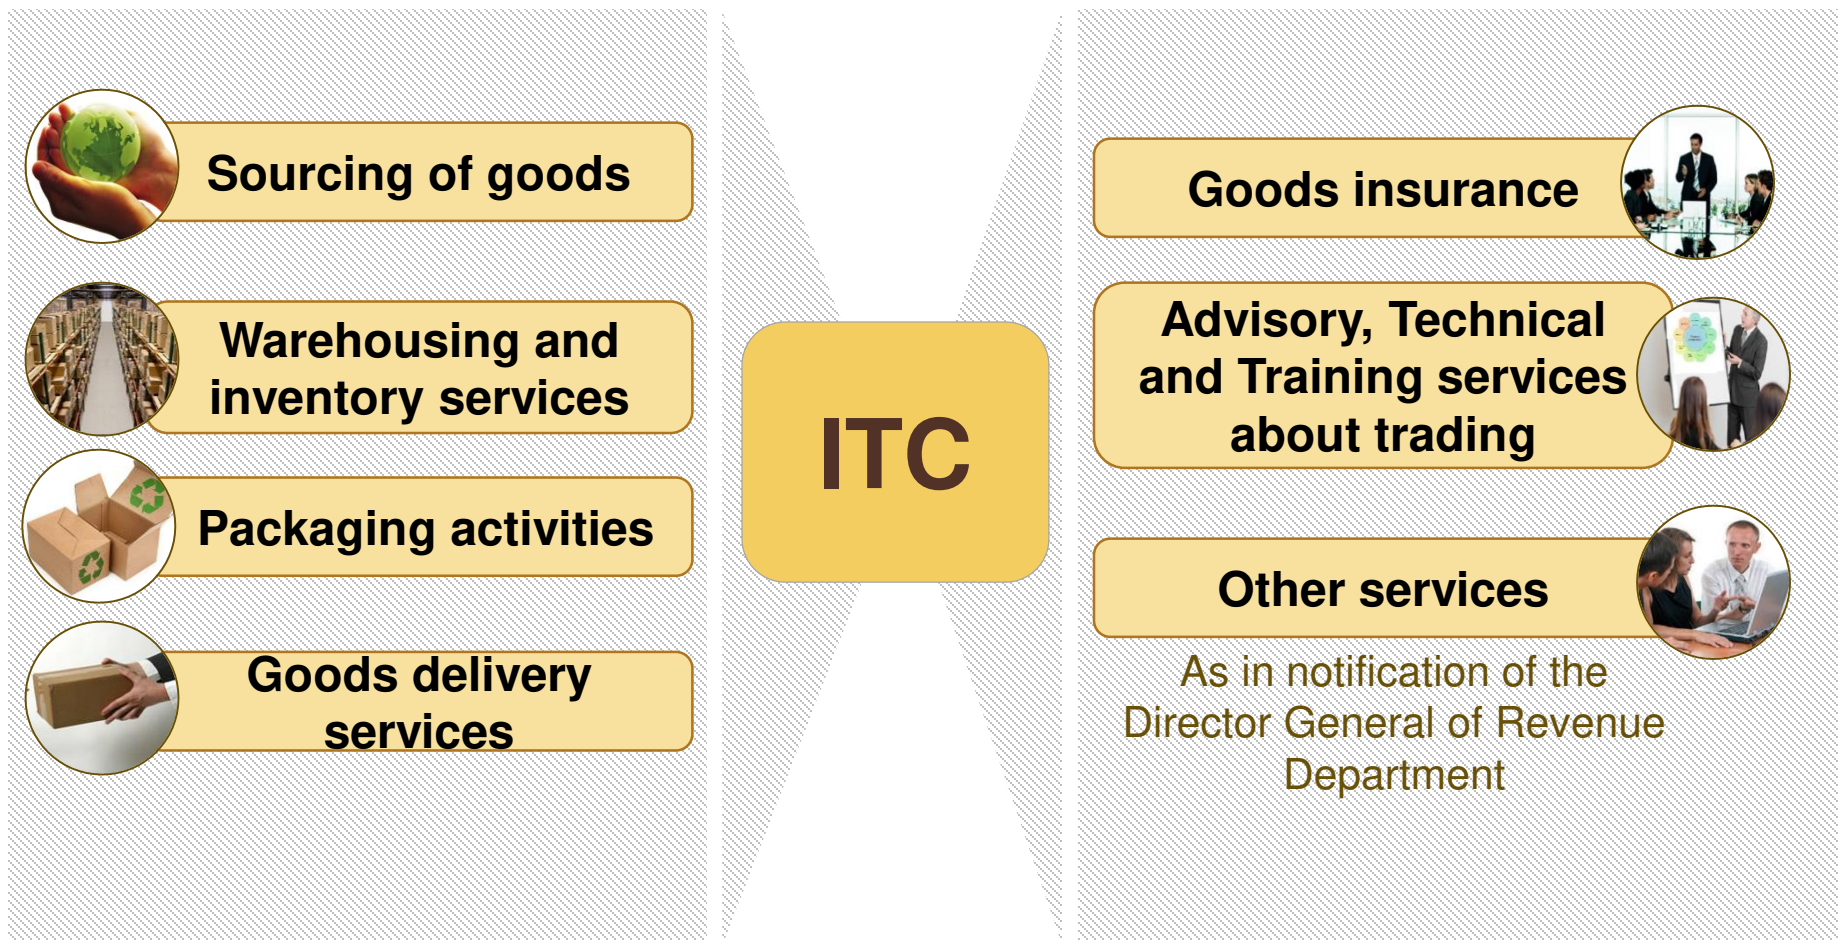 Sourcing of goods
Warehousing and
inventory services
Packaging activities
Goods delivery
services
ITC
Goods insurance
Advisory, Technical
and Training services
about trading
Other services
As in notification of the
Director General of Revenue
Department